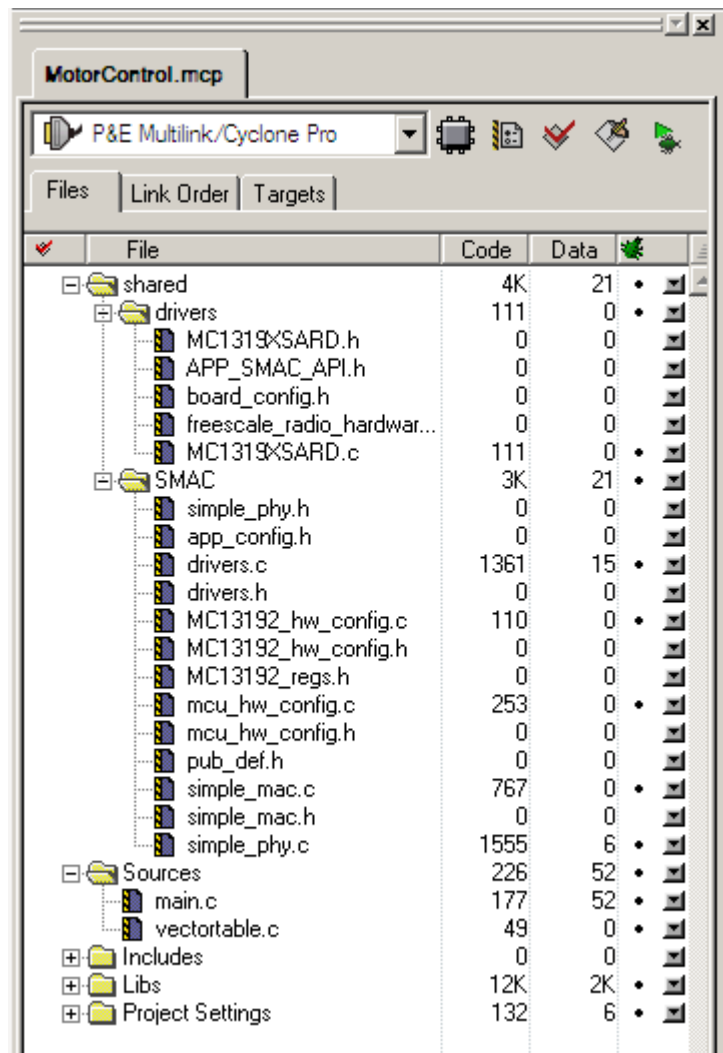 MotorControl.mcp
P&E Multilink/Cyclone Pro
Files Link Order Targets
File Code Data
shared 4K 21
drivers 111 0
MC1319XSARD.h 0 0
APP_SMAC_API.h 0 0
board_config.h 0 0
freescale_radio_hardwar... 0 0
MC1319XSARD.c 111 0
SMAC 3K 21
simple_phy.h 0 0
app_config.h 0 0
drivers.c 1361 15
drivers.h 0 0
MC13192_hw_config.c 110 0
MC13192_hw_config.h 0 0
MC13192_regs.h 0 0
mcu_hw_config.c 253 0
mcu_hw_config.h 0 0
pub_def.h 0 0
simple_mac.c 767 0
simple_mac.h 0 0
simple_phy.c 1555 6
Sources 226 52
main.c 177 52
vectortable.c 49 0
Includes 0 0
Libs 12K 2K
Project Settings 132 6